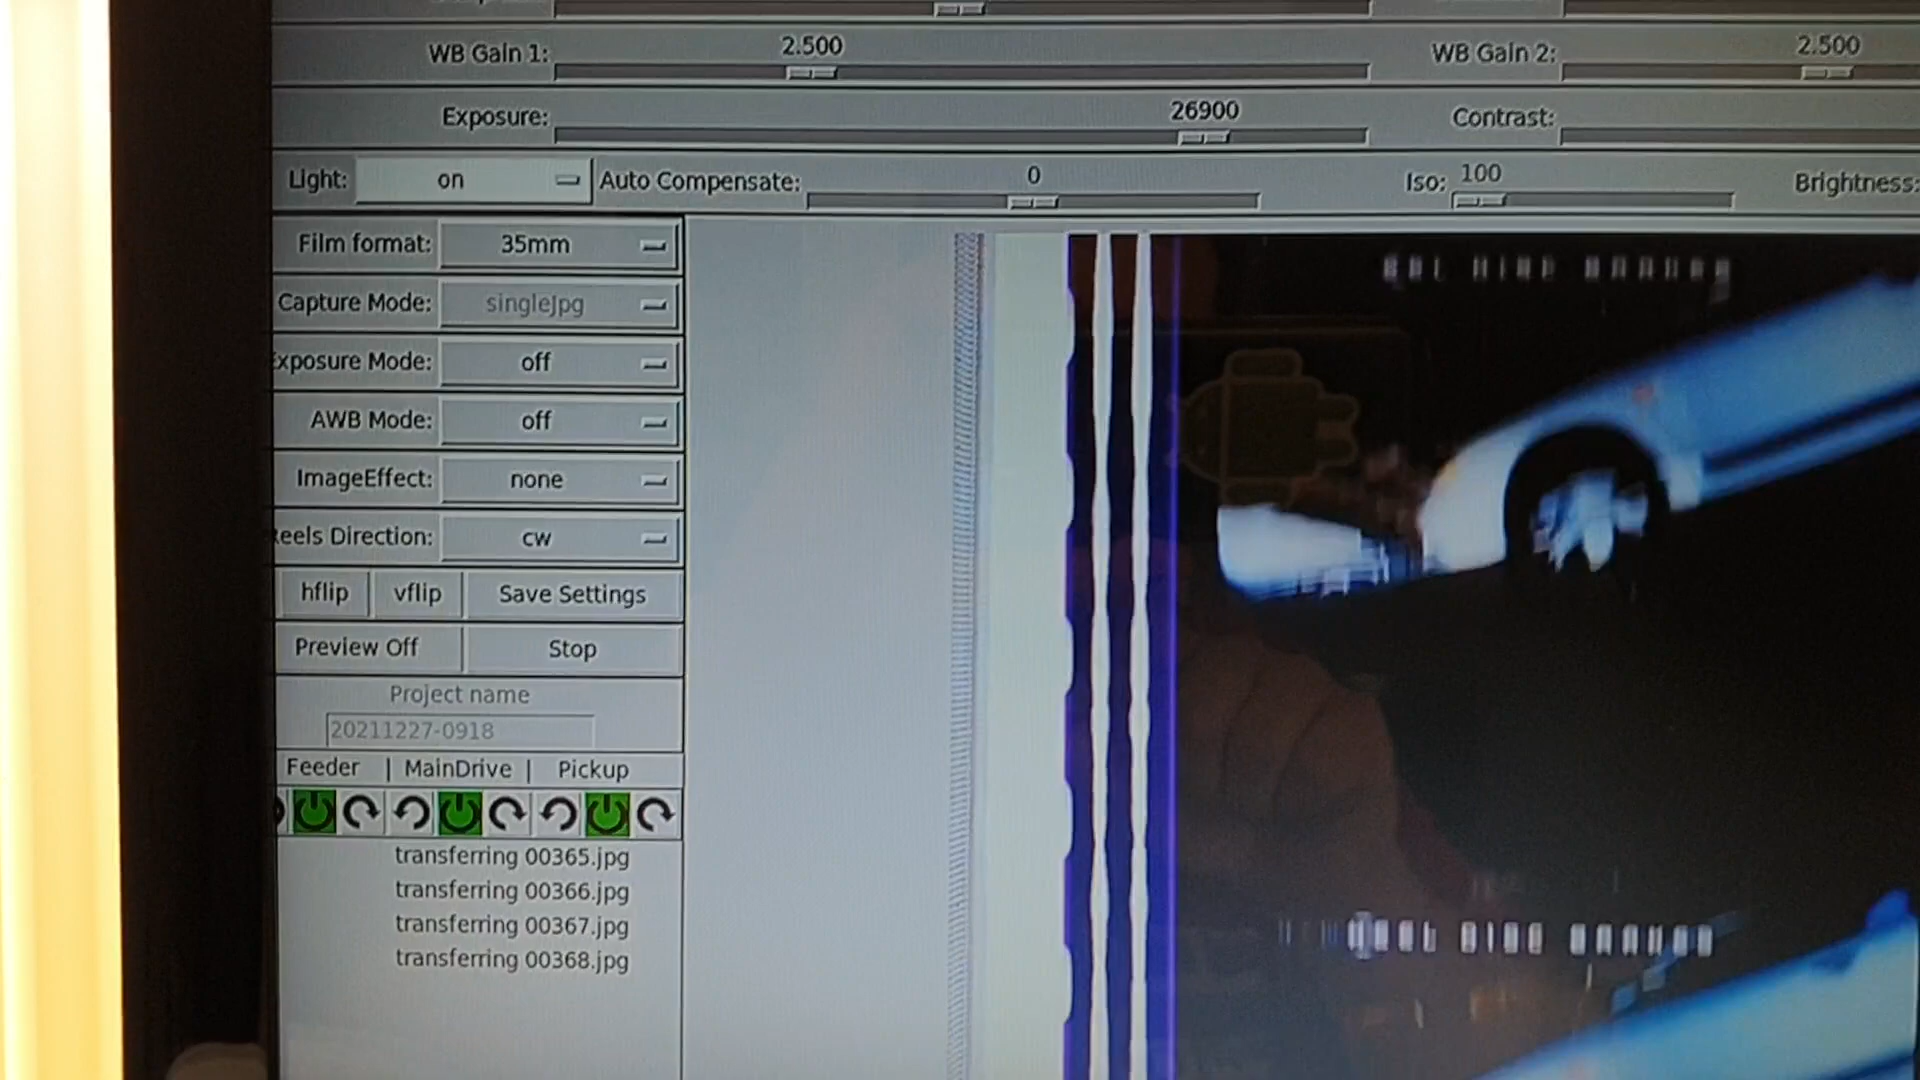 WB Gain 1: 2.500 WB Gain 2: 2.500
Exposure: 26900 Contrast:
Light: on Auto Compensate: 0 Iso: 100 Brightness:
Film format: 35mm
Capture Mode: singleJpg
Exposure Mode: off
AWB Mode: off
ImageEffect: none
Reels Direction: cw
hflip vflip Save Settings
Preview Off Stop
Project name
20211227-0918
Feeder | MainDrive | Pickup
transferring 00365.jpg
transferring 00366.jpg
transferring 00367.jpg
transferring 00368.jpg